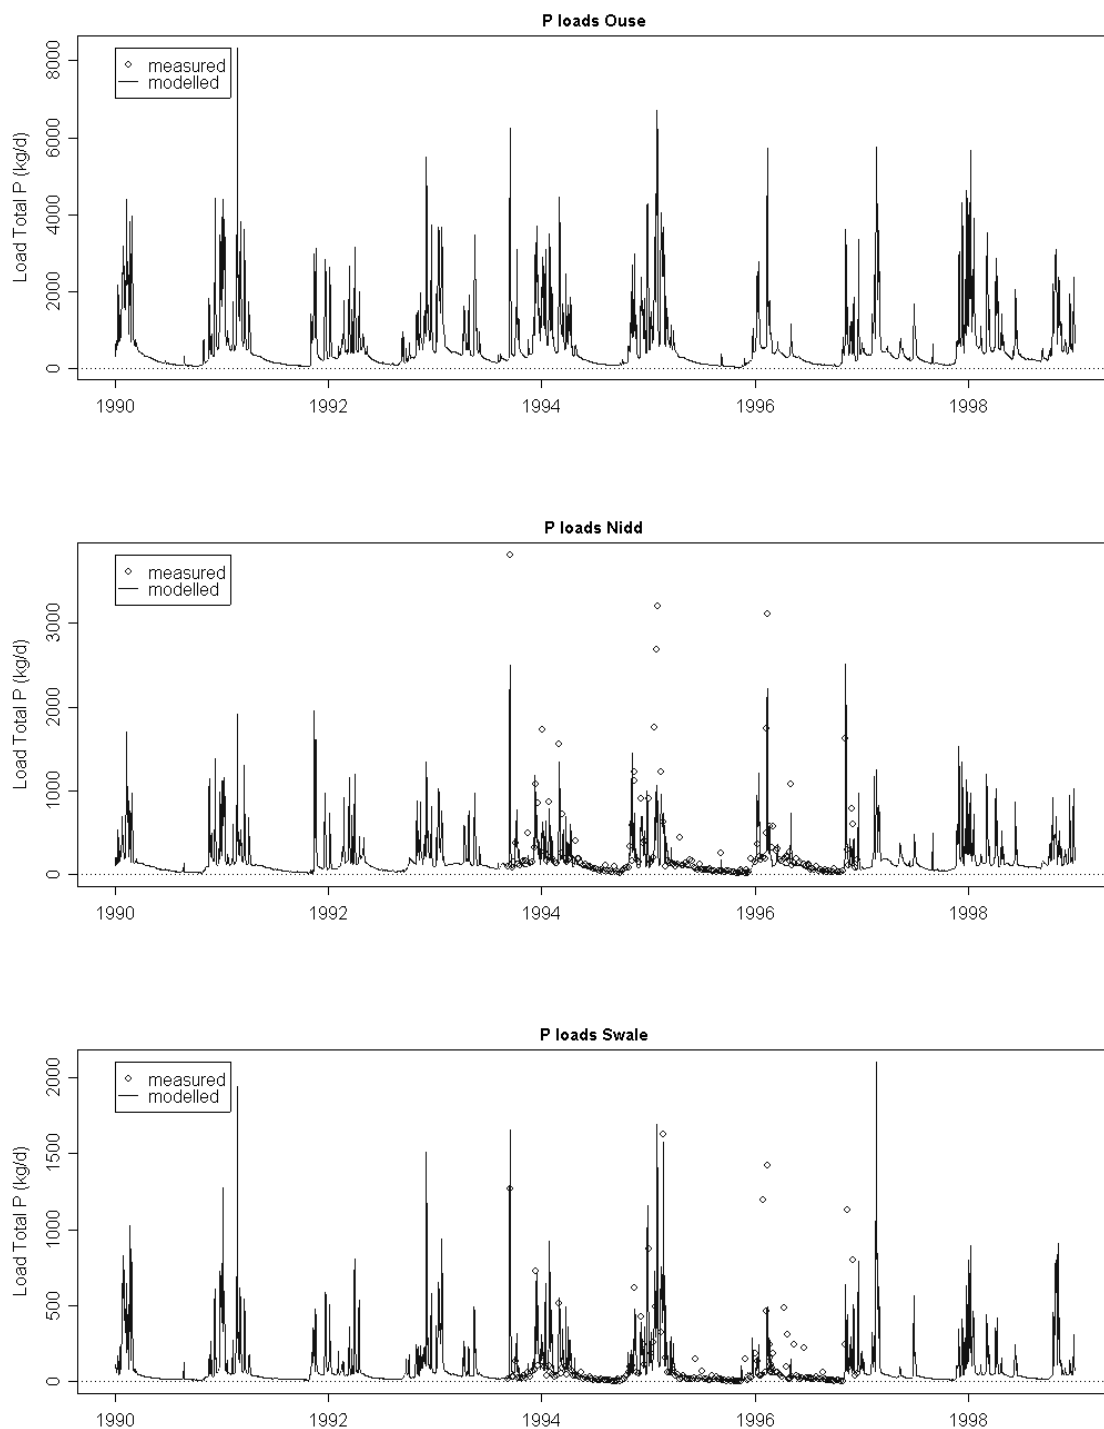 P loads Ouse
measured
modelled
Load Total P (kg/d)
8000
6000
4000
2000
0
1990 1992 1994 1996 1998
P loads Nidd
measured
modelled
Load Total P (kg/d)
3000
2000
1000
0
1990 1992 1994 1996 1998
P loads Swale
measured
modelled
Load Total P (kg/d)
2000
1500
1000
500
0
1990 1992 1994 1996 1998